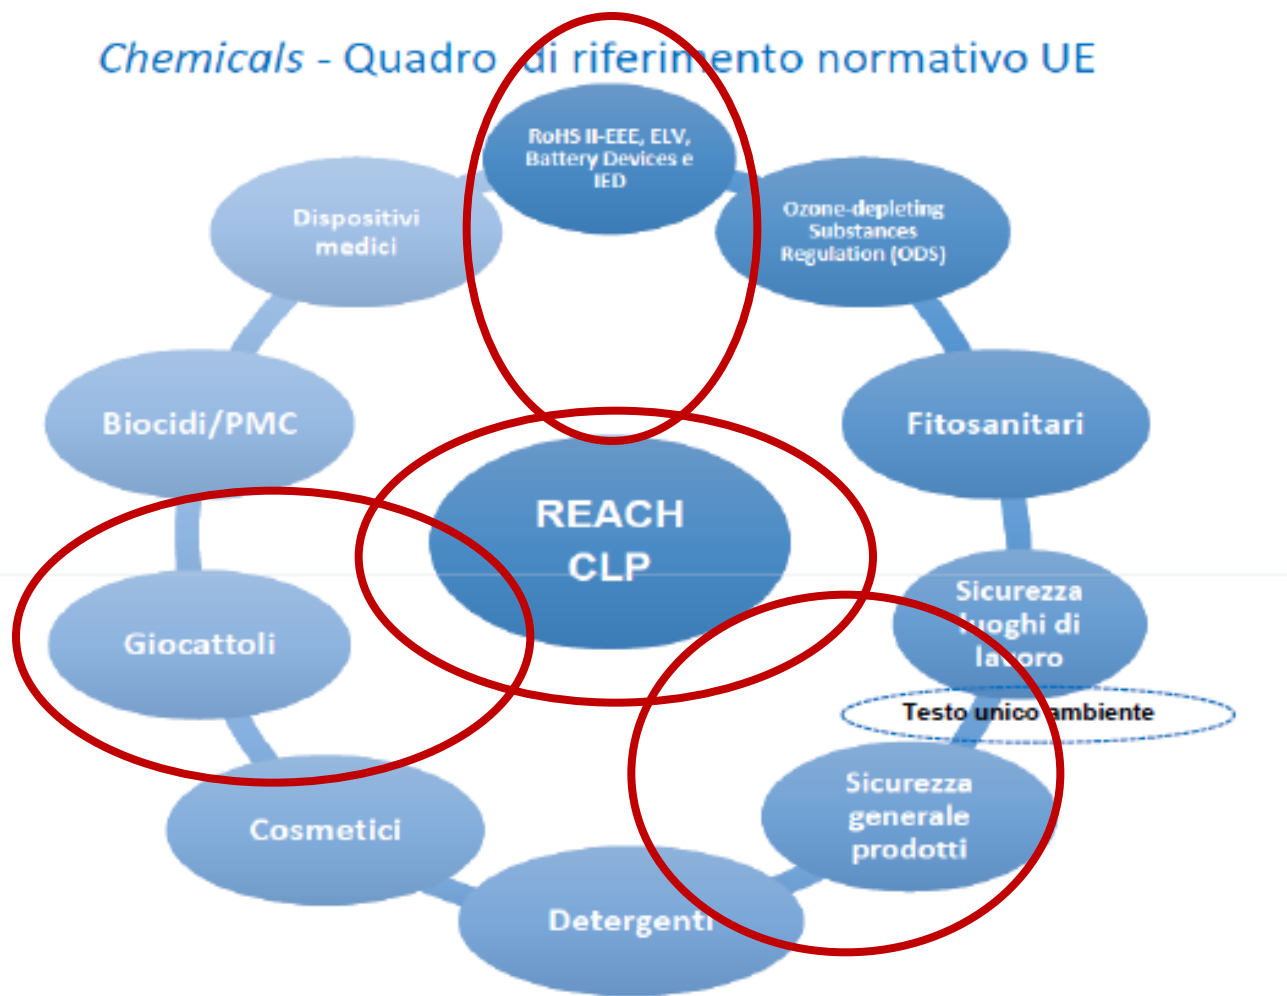 Chemicals - Quadro di riferimento normativo UE
RoHS II-EEE, ELV,
Battery Devices e
IED
Dispositivi
medici
Ozone-depleting
Substances
Regulation (ODS)
Biocidi/PMC
Fitosanitari
REACH
CLP
Sicurezza
luoghi di
lavoro
Giocattoli
Testo unico ambiente
Sicurezza
generale
prodotti
Cosmetici
Detergenti